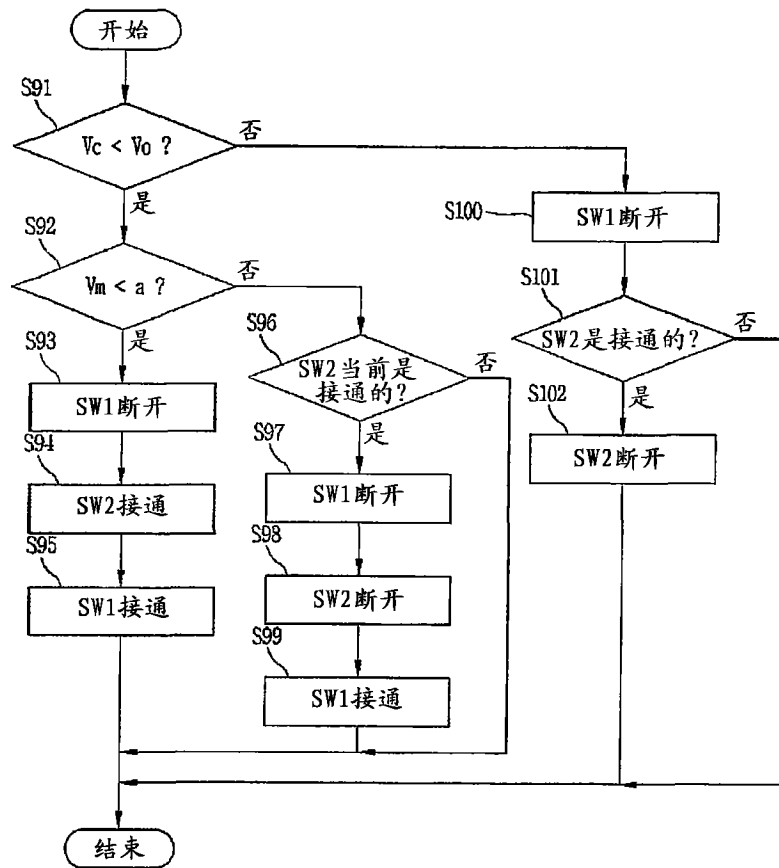 开始
S91
Vc < Vo ?
否
是
S92
Vm < a ?
否
是
S93
SW1断开
S94
SW2接通
S95
SW1接通
S96
SW2当前是
接通的?
否
是
S97
SW1断开
S98
SW2断开
S99
SW1接通
S100
SW1断开
S101
SW2是接通的?
否
是
S102
SW2断开
结束